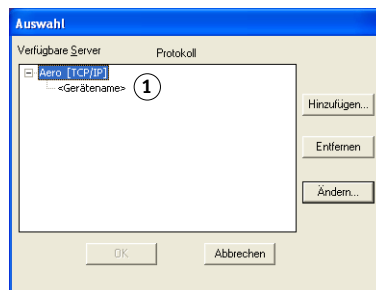 Auswahl
Verfügbare Server Protokoll
Aero [TCP/IP]
<Gerätename> 1
Hinzufügen...
Entfernen
Ändern...
OK Abbrechen